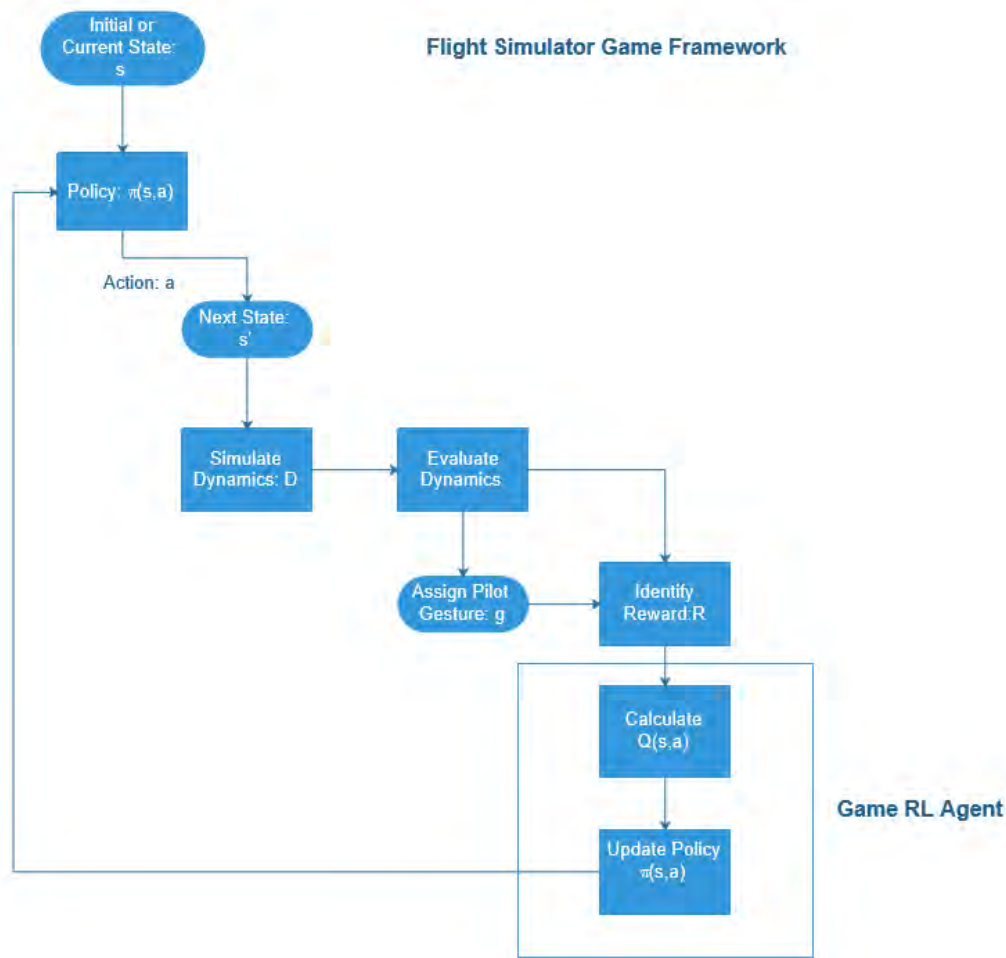 Initial or
Current State:
s
Flight Simulator Game Framework
Policy: π(s,a)
Action: a
Next State:
s'
Simulate
Dynamics: D
Evaluate
Dynamics
Assign Pilot
Gesture: g
Identify
Reward:R
Calculate
Q(s,a)
Game RL Agent
Update Policy
π(s,a)